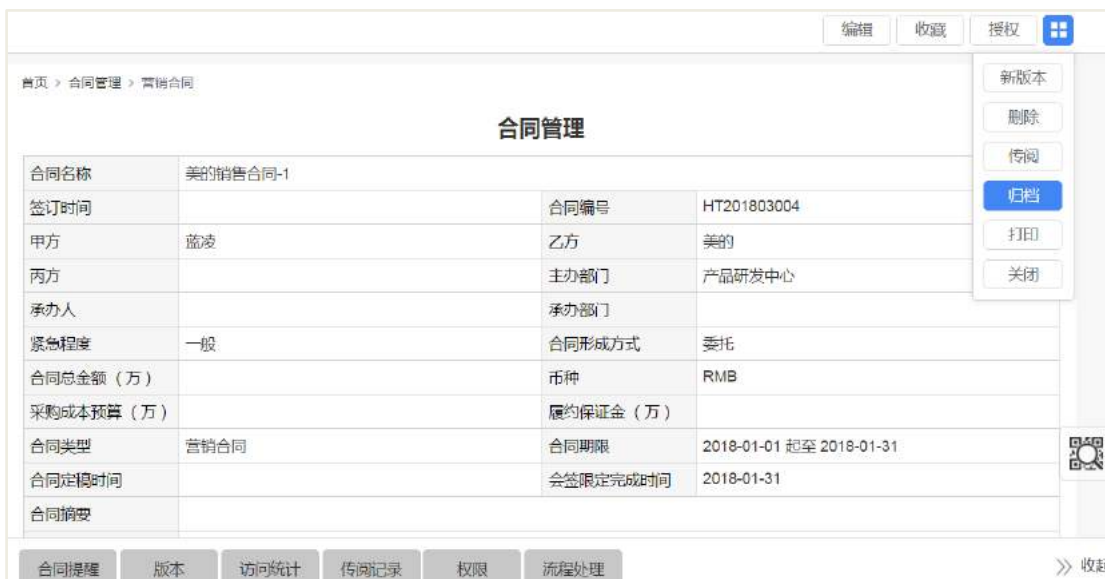 编辑 收藏 授权
首页 > 合同管理 > 营销合同
新版本
删除
传阅
归档
打印
关闭
合同管理
合同名称 美的销售合同-1
签订时间 合同编号 HT201803004
甲方 蓝凌 乙方 美的
丙方 主办部门 产品研发中心
承办人 承办部门
紧急程度 一般 合同形成方式 委托
合同总金额（万） 币种 RMB
采购成本预算（万） 履约保证金（万）
合同类型 营销合同 合同期限 2018-01-01 起至 2018-01-31
合同定稿时间 会签限定完成时间 2018-01-31
合同摘要
合同提醒 版本 访问统计 传阅记录 权限 流程处理 收起